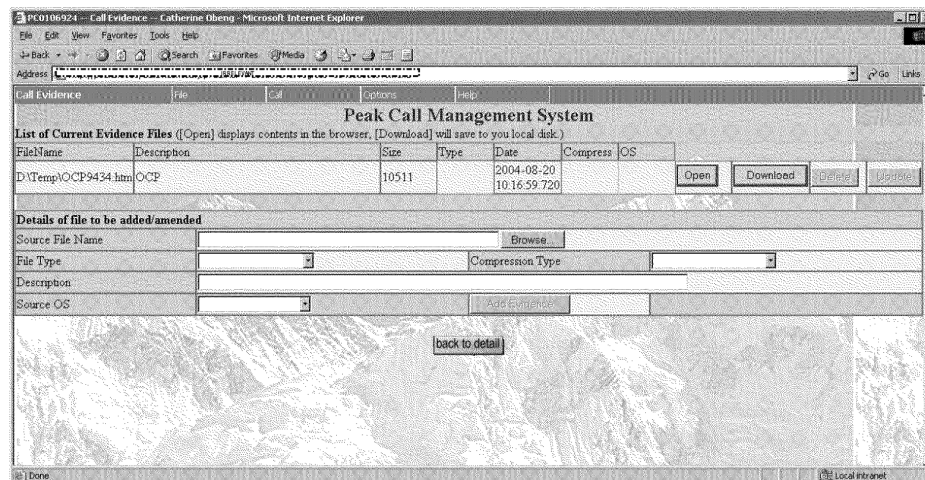 PC0106924 -- Call Evidence -- Catherine Obeng - Microsoft Internet Explorer
File Edit View Favorites Tools Help
Back Search Favorites Media
Address IRRELEVANT Go Links
Call Evidence File Call Options Help
Peak Call Management System
List of Current Evidence Files ([Open] displays contents in the browser, [Download] will save to you local disk.)
FileName Description Size Type Date Compress OS
D:\Temp\OCP9434.htm OCP 10511 2004-08-20 10:16:59:720 Open Download Delete Update
Details of file to be added/amended
Source File Name Browse...
File Type Compression Type
Description
Source OS Add Evidence
back to detail
Done Local intranet